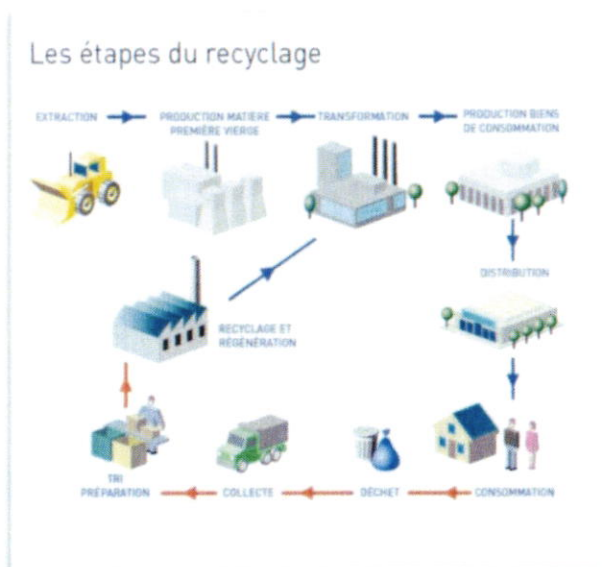 Les étapes du recyclage
EXTRACTION
PRODUCTION MATIÈRE
PREMIÈRE VIERGE
TRANSFORMATION
PRODUCTION BIENS
DE CONSOMMATION
DISTRIBUTION
RECYCLAGE ET
RÉGÉNÉRATION
TRI
PRÉPARATION
COLLECTE
DÉCHET
CONSOMMATION